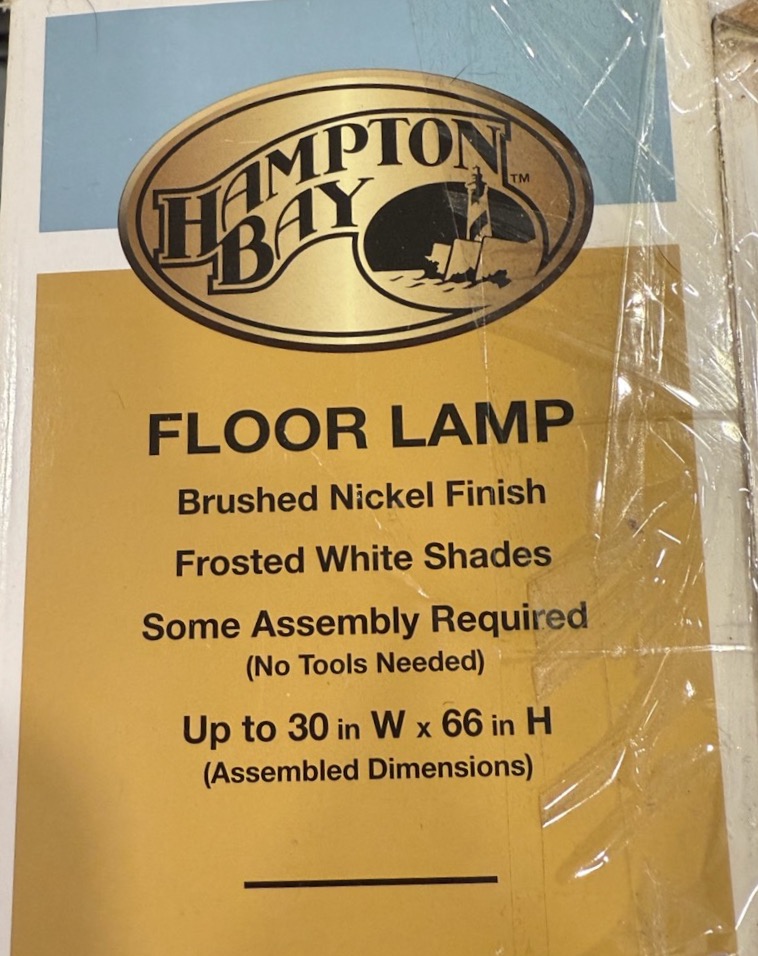 HAMPTON
BAY
™
FLOOR LAMP
Brushed Nickel Finish
Frosted White Shades
Some Assembly Required
(No Tools Needed)
Up to 30 in W x 66 in H
(Assembled Dimensions)